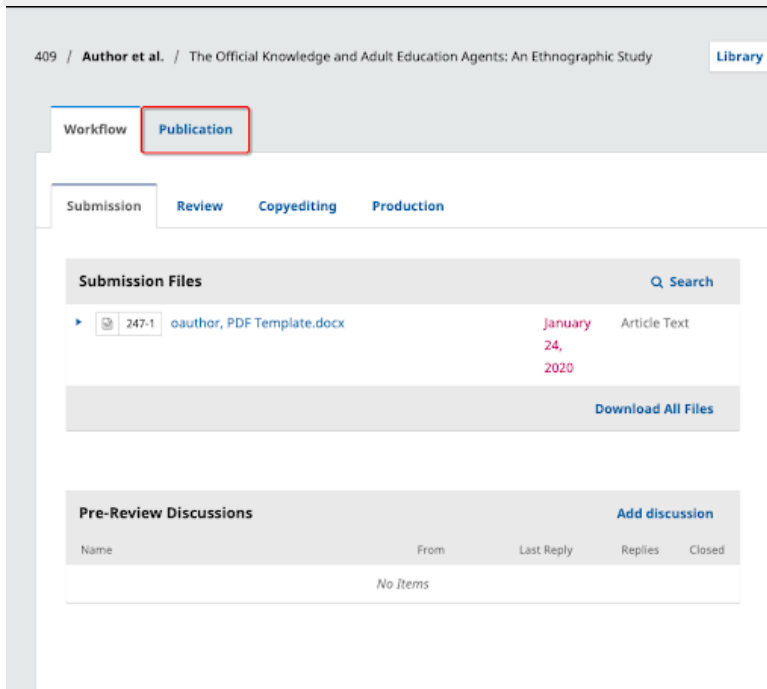 409 / Author et al. / The Official Knowledge and Adult Education Agents: An Ethnographic Study
Library
Workflow
Publication
Submission
Review
Copyediting
Production
Submission Files
Search
247-1 oauthor, PDF Template.docx
January
24,
2020
Article Text
Download All Files
Pre-Review Discussions
Add discussion
Name
From
Last Reply
Replies
Closed
No Items